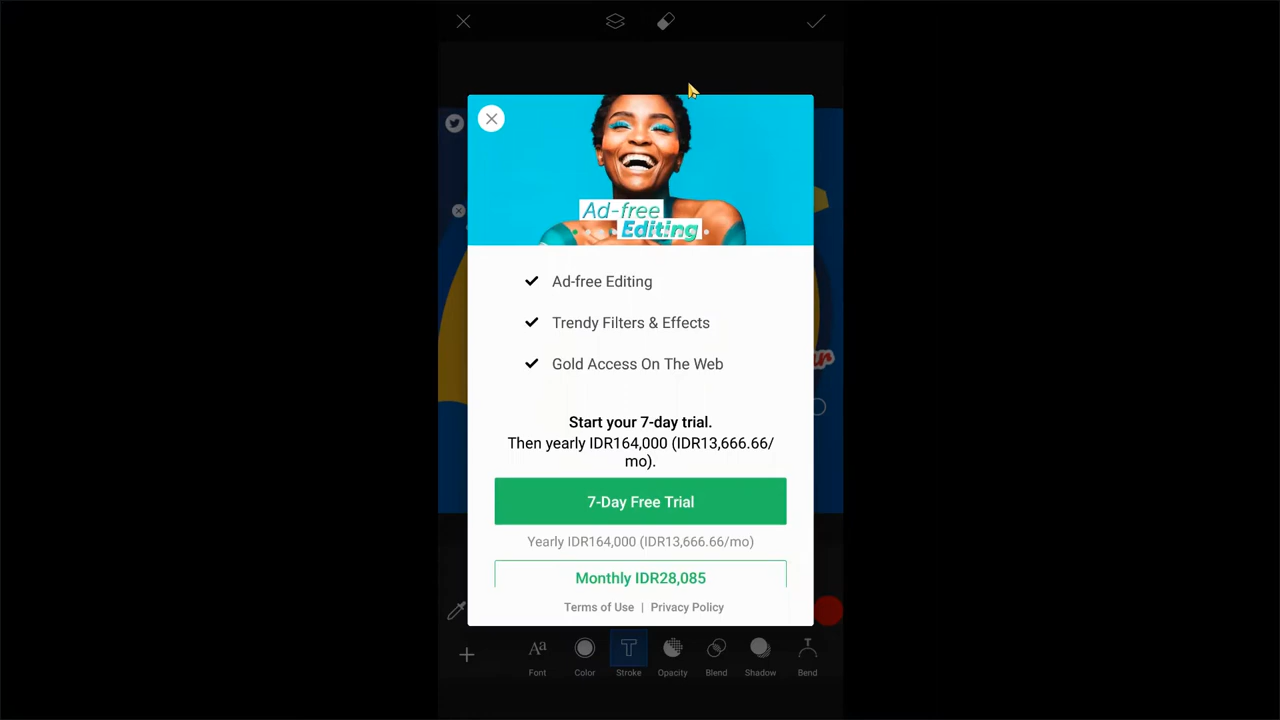 Ad-free
Editing
Ad-free Editing
Trendy Filters & Effects
Gold Access On The Web
Start your 7-day trial.
Then yearly IDR164,000 (IDR13,666.66/
mo).
7-Day Free Trial
Yearly IDR164,000 (IDR13,666.66/mo)
Monthly IDR28,085
Terms of Use | Privacy Policy
Font Color Stroke Opacity Blend Shadow Bend